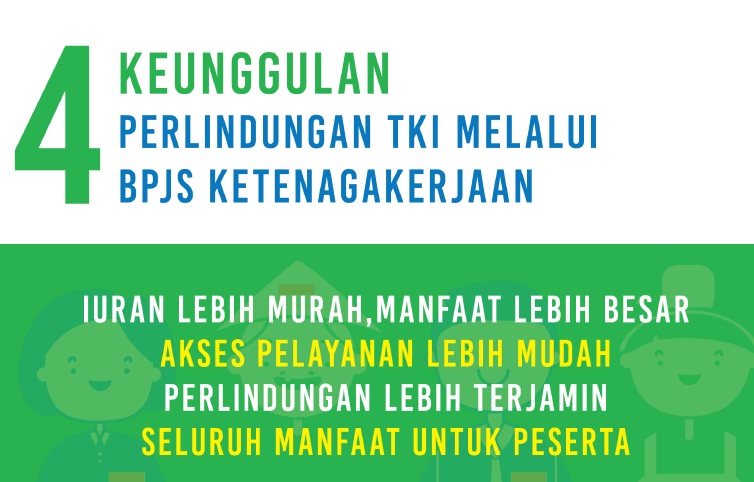 4
KEUNGGULAN
PERLINDUNGAN TKI MELALUI
BPJS KETENAGAKERJAAN
IURAN LEBIH MURAH,MANFAAT LEBIH BESAR
AKSES PELAYANAN LEBIH MUDAH
PERLINDUNGAN LEBIH TERJAMIN
SELURUH MANFAAT UNTUK PESERTA